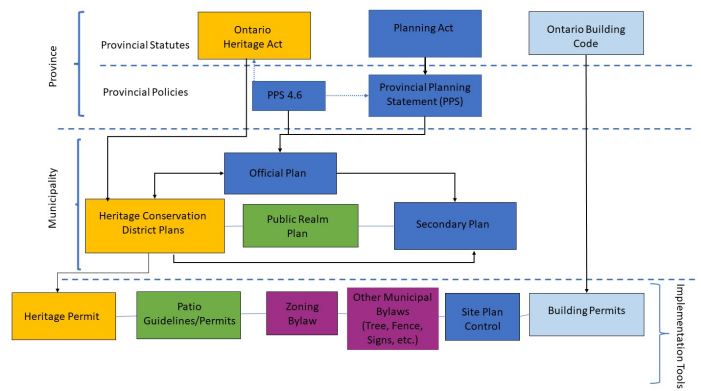 Province
Provincial Statutes
Ontario
Heritage Act
Planning Act
Ontario Building
Code
Provincial Policies
PPS 4.6
Provincial Planning
Statement (PPS)
Municipality
Official Plan
Heritage Conservation
District Plans
Public Realm
Plan
Secondary Plan
Heritage Permit
Patio
Guidelines/Permits
Zoning
Bylaw
Other Municipal
Bylaws
(Tree, Fence,
Signs, etc.)
Site Plan
Control
Building Permits
Implementation Tools